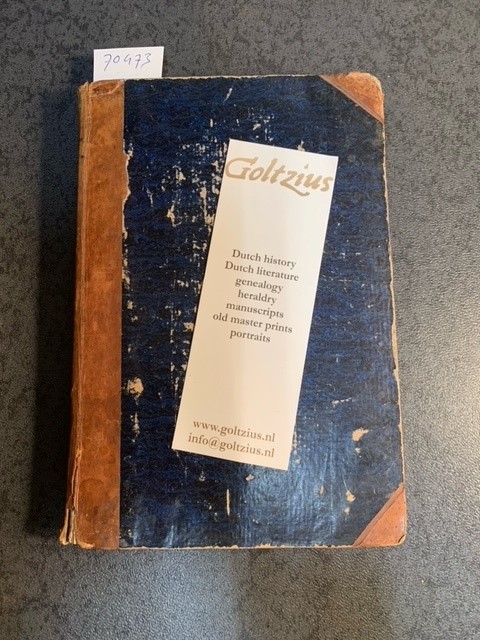 70473
Goltzius
Dutch history
Dutch literature
genealogy
heraldry
manuscripts
old master prints
portraits
www.goltzius.nl
info@goltzius.nl